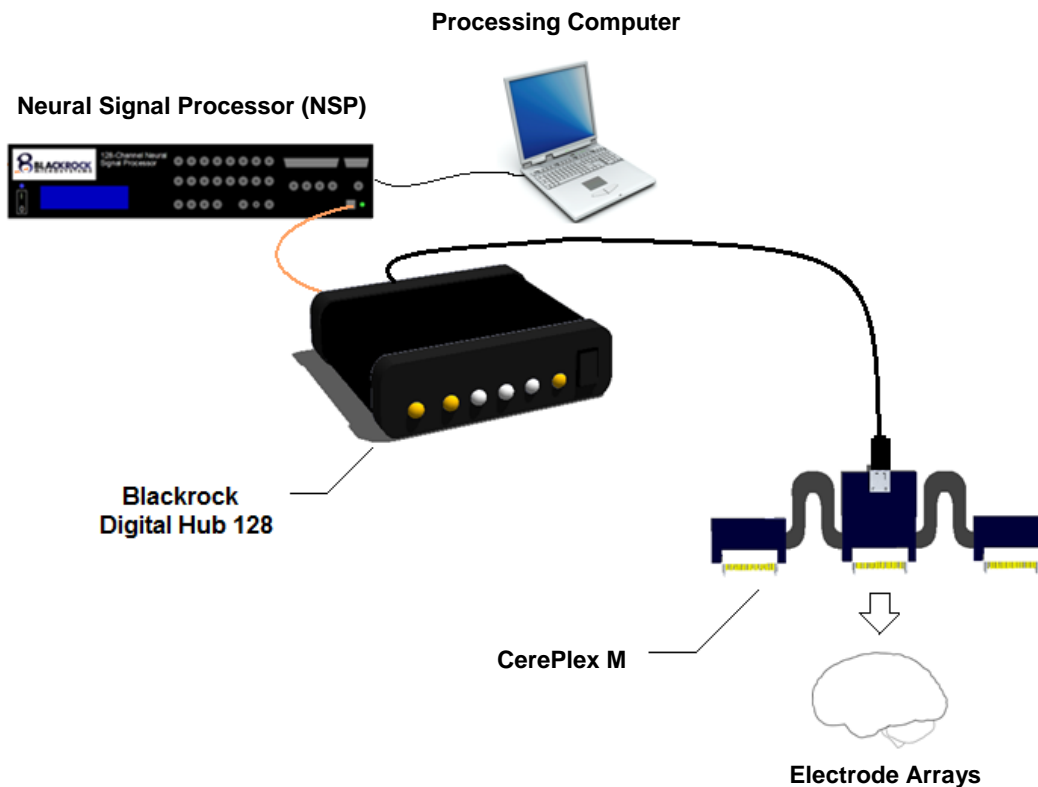 Processing Computer
Neural Signal Processor (NSP)
BLACKROCK
MICROSYSTEMS
128-Channel Neural
Signal Processor
Blackrock
Digital Hub 128
CerePlex M
Electrode Arrays